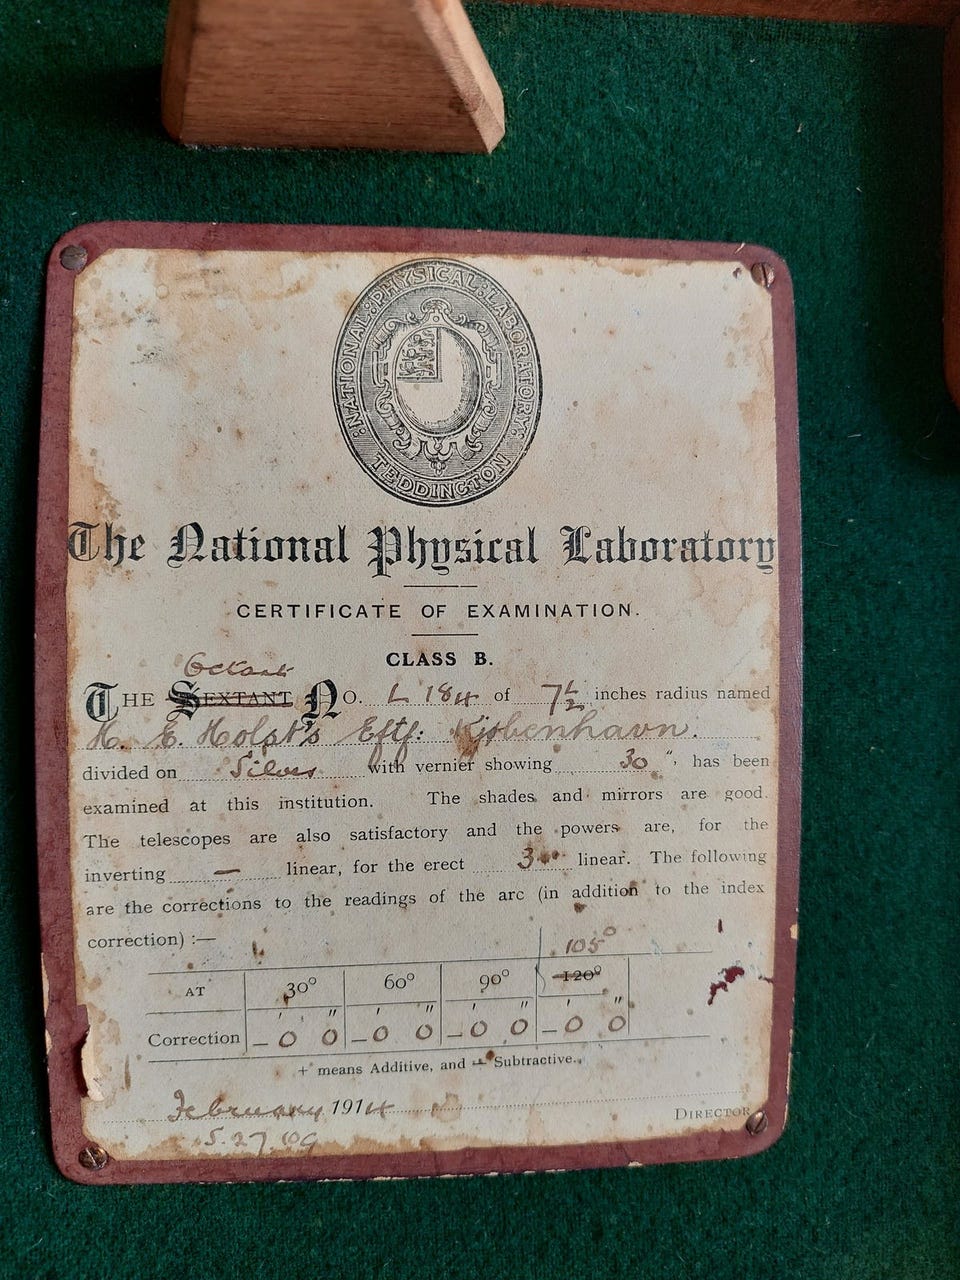 NATIONAL:PHYSICAL:LABORATORY:
TEDDINGTON
The National Physical Laboratory
CERTIFICATE OF EXAMINATION.
CLASS B.
Octant
THE SEXTANT NO. L 184 of 7½ inches radius named
H. E. Holst's Eftf: Kjøbenhavn.
divided on Silver with vernier showing 30 ", has been
examined at this institution. The shades and mirrors are good.
The telescopes are also satisfactory and the powers are, for the
inverting — linear, for the erect 3 linear. The following
are the corrections to the readings of the arc (in addition to the index
correction) :—
105°
AT 30° 60° 90° 120°
' " ' " ' " ' "
Correction – 0 0 – 0 0 – 0 0 – 0 0
+ means Additive, and – Subtractive.
February 1914
DIRECTOR.
S. 27.09